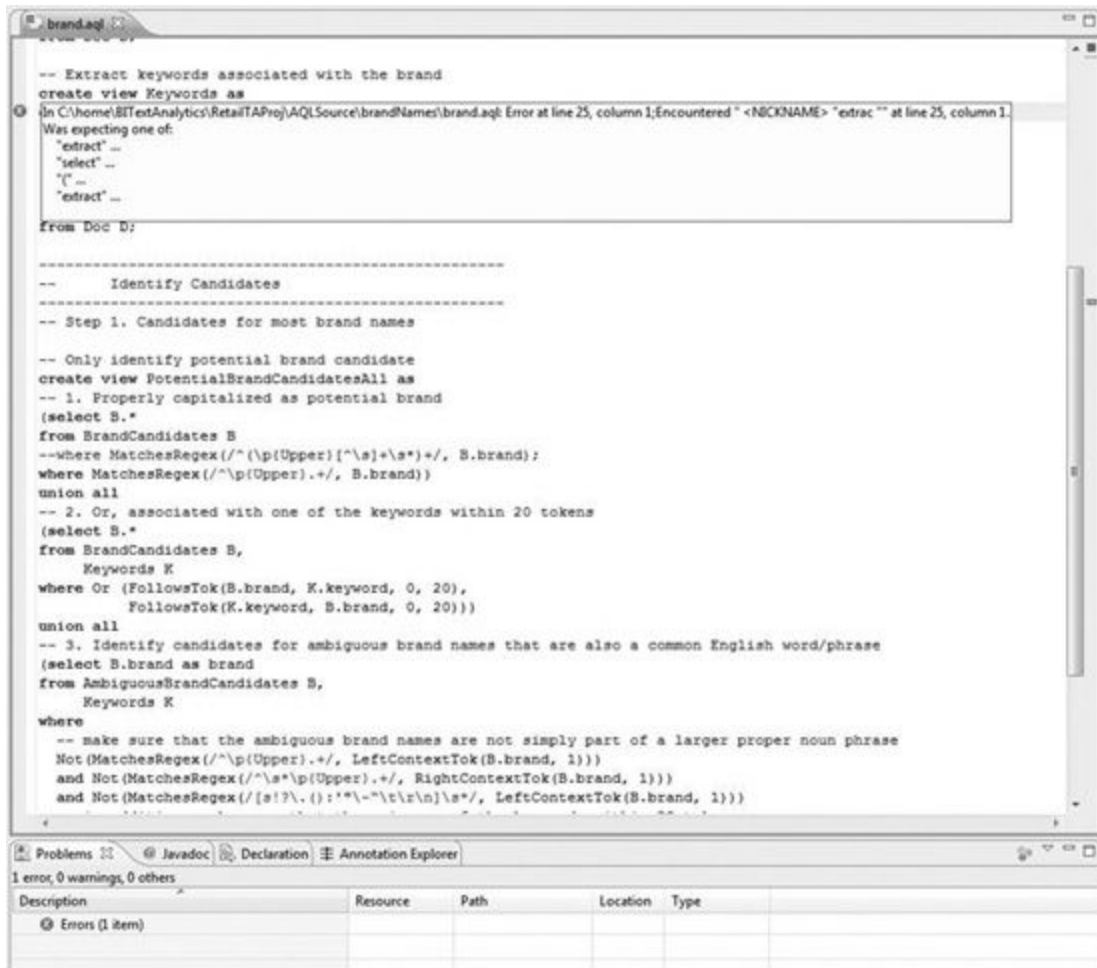 brand.aql
from Doc D;
-- Extract keywords associated with the brand
create view Keywords as
In C:\home\BITextAnalytics\RetailTAProj\AQLSource\brandNames\brand.aql: Error at line 25, column 1;Encountered " <NICKNAME> "extrac "" at line 25, column 1.
Was expecting one of:
"extract" ...
"select" ...
"(" ...
"extract" ...
from Doc D;
----------------------------------------------------
--      Identify Candidates
----------------------------------------------------
-- Step 1. Candidates for most brand names
-- Only identify potential brand candidate
create view PotentialBrandCandidatesAll as
-- 1. Properly capitalized as potential brand
(select B.*
from BrandCandidates B
--where MatchesRegex(/^(\p{Upper}[^\s]+\s*)+/, B.brand);
where MatchesRegex(/^\p{Upper}.+/, B.brand))
union all
-- 2. Or, associated with one of the keywords within 20 tokens
(select B.*
from BrandCandidates B,
Keywords K
where Or (FollowsTok(B.brand, K.keyword, 0, 20),
FollowsTok(K.keyword, B.brand, 0, 20)))
union all
-- 3. Identify candidates for ambiguous brand names that are also a common English word/phrase
(select B.brand as brand
from AmbiguousBrandCandidates B,
Keywords K
where
-- make sure that the ambiguous brand names are not simply part of a larger proper noun phrase
Not(MatchesRegex(/^\p{Upper}.+/, LeftContextTok(B.brand, 1)))
and Not(MatchesRegex(/^\s*\p{Upper}.+/, RightContextTok(B.brand, 1)))
and Not(MatchesRegex(/[s!?\.():'"\-^\t\r\n]\s*/, LeftContextTok(B.brand, 1)))
Problems @ Javadoc Declaration Annotation Explorer
1 error, 0 warnings, 0 others
Description Resource Path Location Type
Errors (1 item)